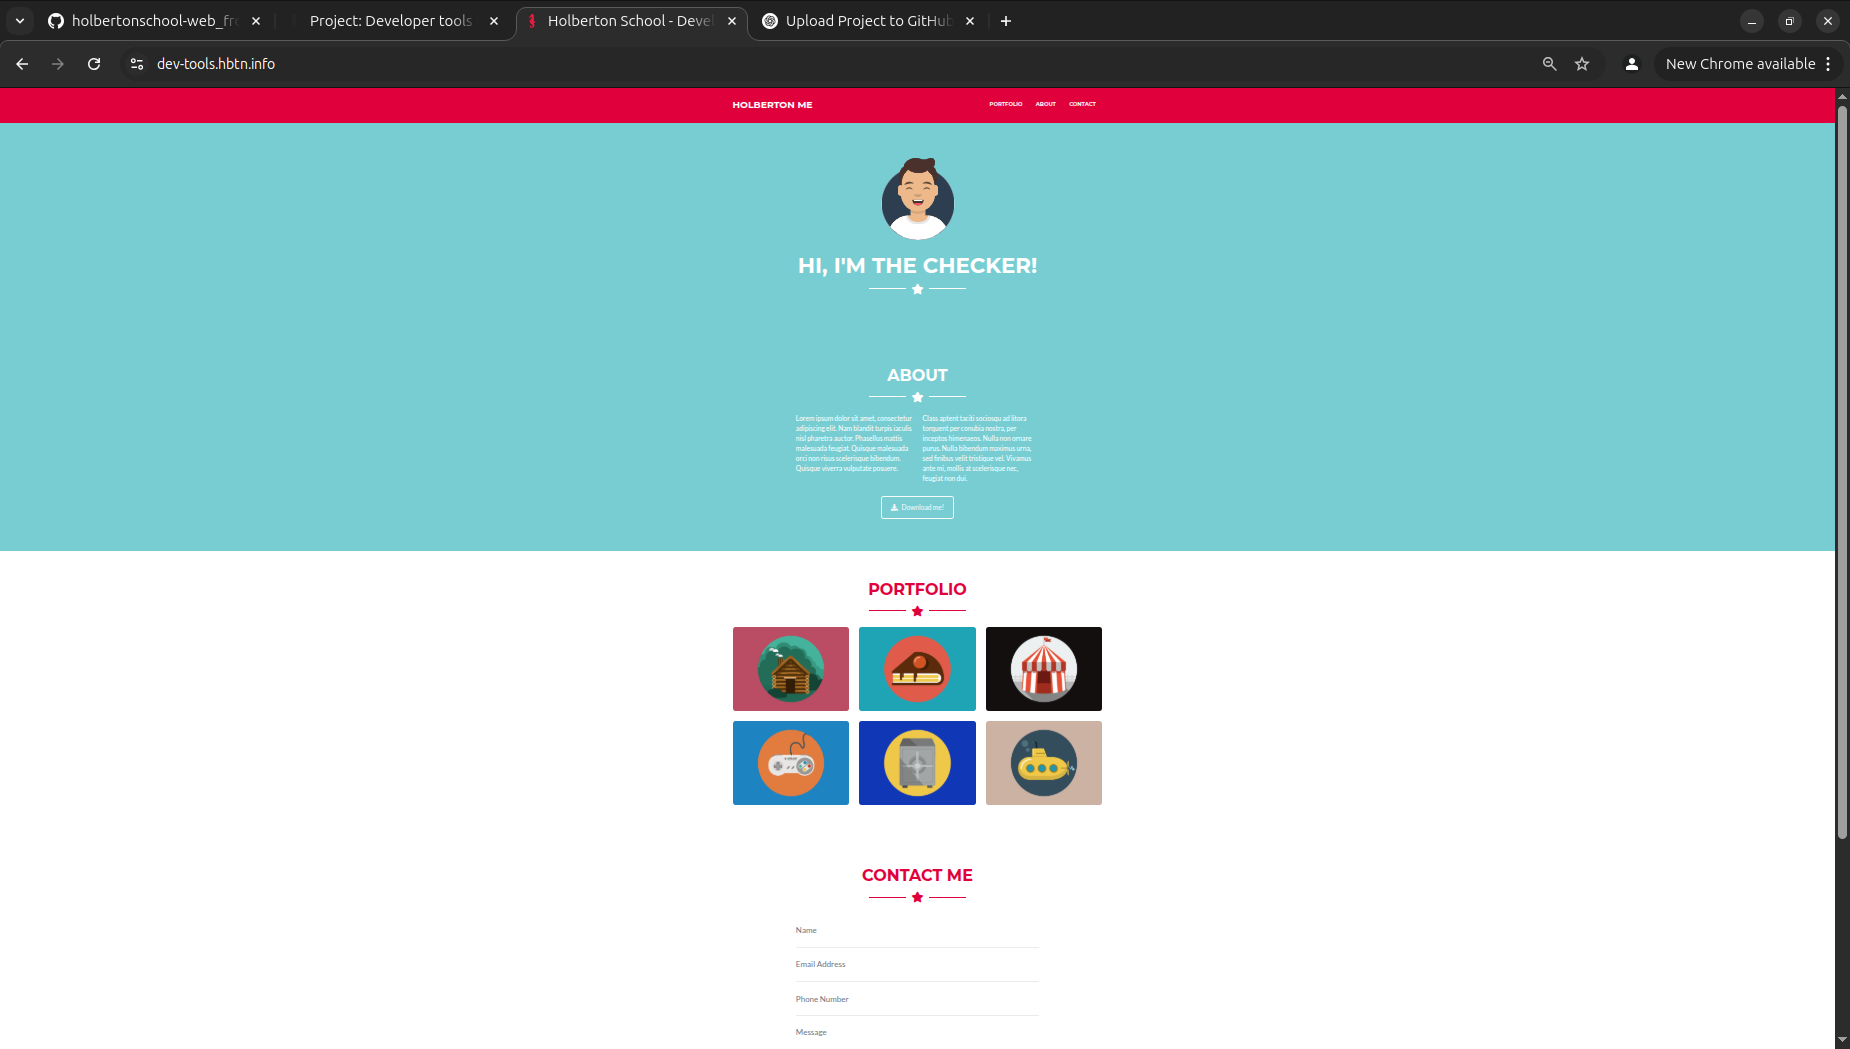 holbertonschool-web_fr
Project: Developer tools
Holberton School - Devel
Upload Project to GitHub
dev-tools.hbtn.info
New Chrome available
HOLBERTON ME
PORTFOLIO
ABOUT
CONTACT
HI, I'M THE CHECKER!
ABOUT
Lorem ipsum dolor sit amet, consectetur
adipiscing elit. Nam blandit turpis iaculis
nisl pharetra auctor. Phasellus mattis
malesuada feugiat. Quisque malesuada
orci non risus scelerisque bibendum.
Quisque viverra vulputate posuere.
Class aptent taciti sociosqu ad litora
torquent per conubia nostra, per
inceptos himenaeos. Nulla non ornare
purus. Nulla bibendum maximus urna,
sed finibus velit tristique vel. Vivamus
ante mi, mollis at scelerisque nec,
feugiat non dui.
Download me!
PORTFOLIO
CONTACT ME
Name
Email Address
Phone Number
Message